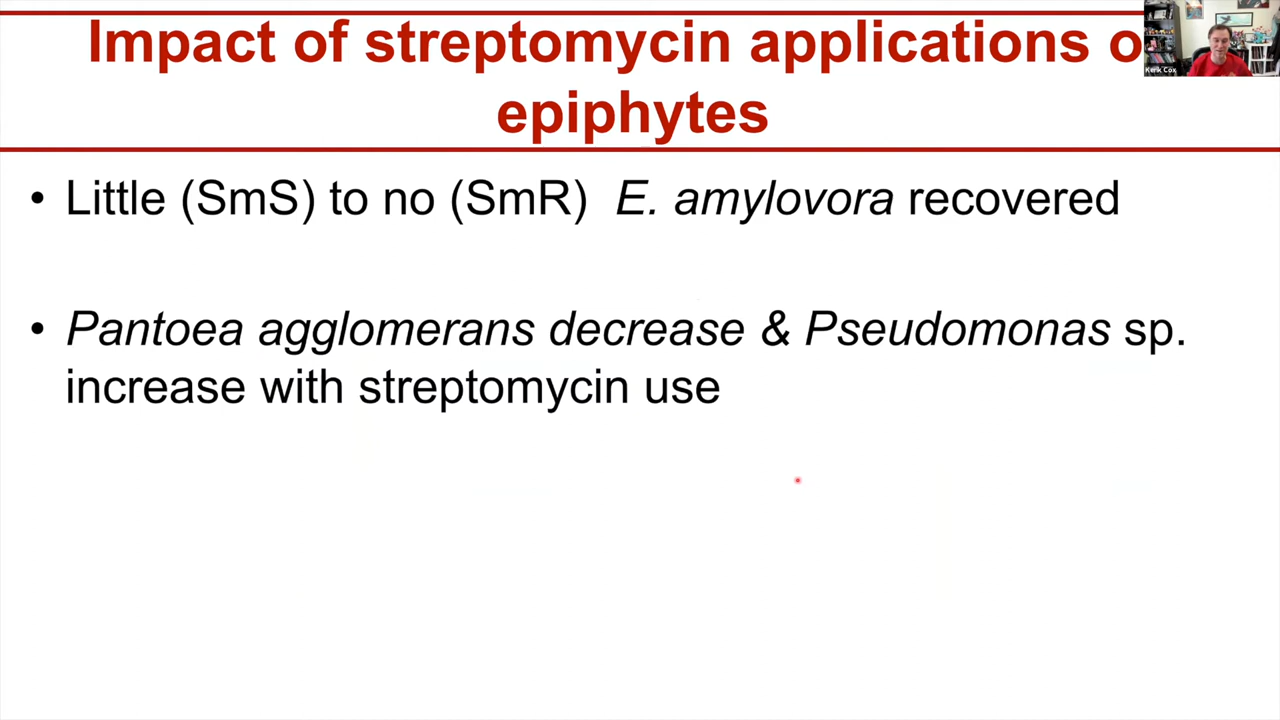 Impact of streptomycin applications o
epiphytes
Kerik Cox
• Little (SmS) to no (SmR) E. amylovora recovered
• Pantoea agglomerans decrease & Pseudomonas sp.
increase with streptomycin use